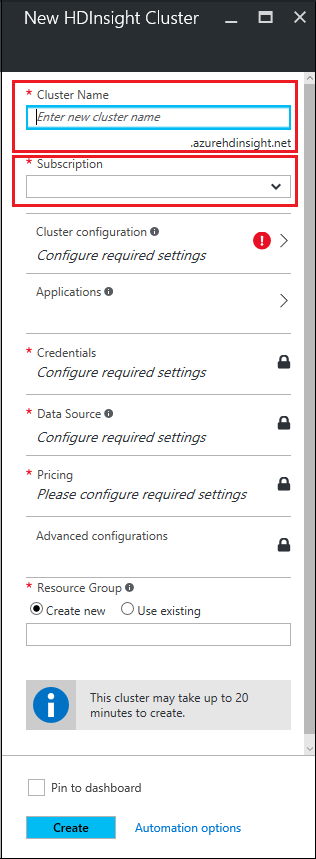 New HDInsight Cluster
* Cluster Name
Enter new cluster name
.azurehdinsight.net
* Subscription
Cluster configuration
Configure required settings
Applications
* Credentials
Configure required settings
* Data Source
Configure required settings
* Pricing
Please configure required settings
Advanced configurations
* Resource Group
Create new Use existing
This cluster may take up to 20
minutes to create.
Pin to dashboard
Create Automation options